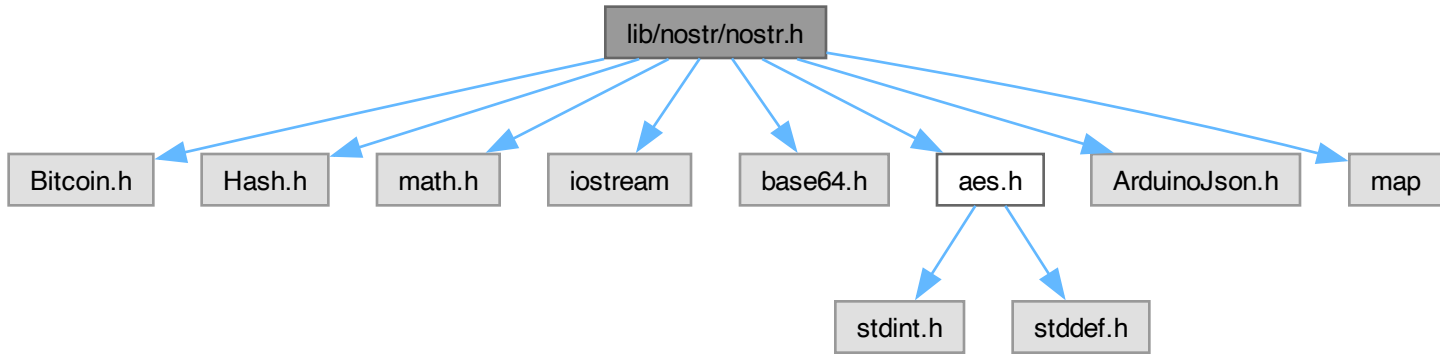 lib/nostr/nostr.h
Bitcoin.h
Hash.h
math.h
iostream
base64.h
aes.h
ArduinoJson.h
map
stdint.h
stddef.h